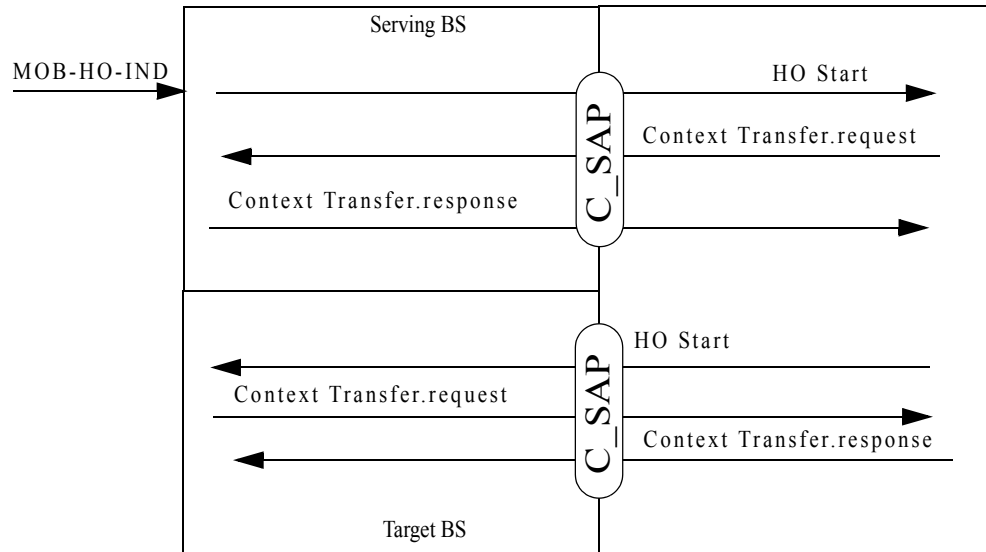 Serving BS
MOB-HO-IND
HO Start
C_SAP
Context Transfer.request
Context Transfer.response
HO Start
C_SAP
Context Transfer.request
Context Transfer.response
Target BS